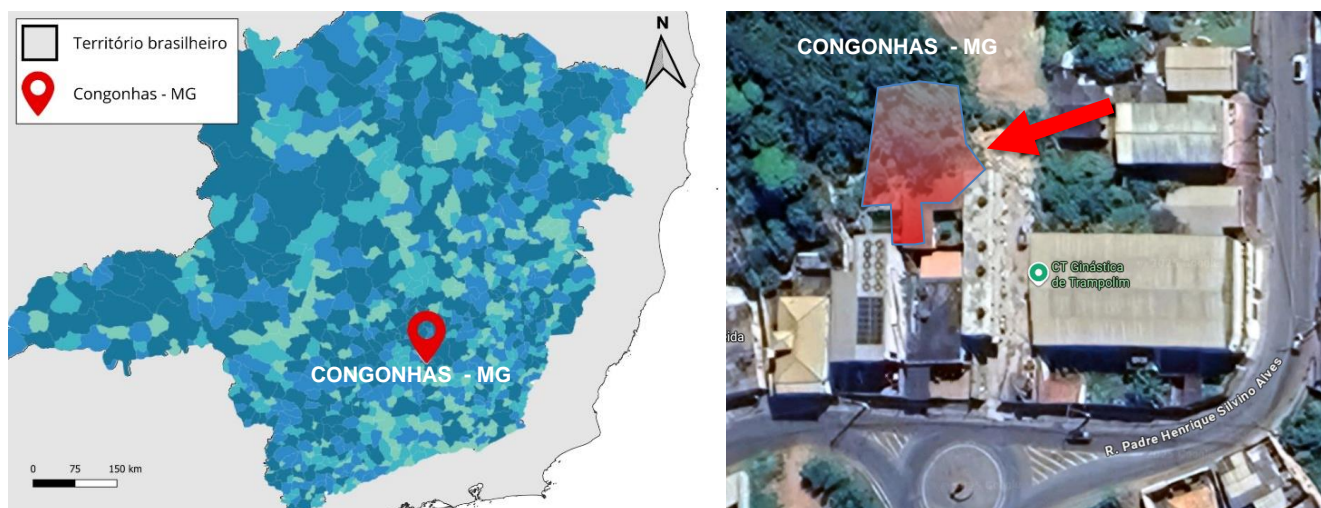 Território brasileiro
Congonhas - MG
N
CONGONHAS - MG
0 75 150 km
CONGONHAS - MG
CT Ginástica
de Trampolim
ida
R. Padre Henrique Silvino Alves